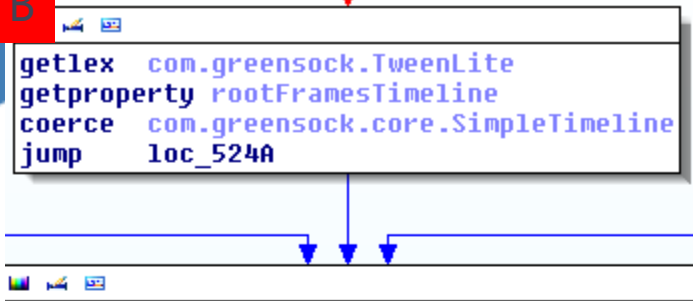 B
getlex com.greensock.TweenLite
getproperty rootFramesTimeline
coerce com.greensock.core.SimpleTimeline
jump loc_524A